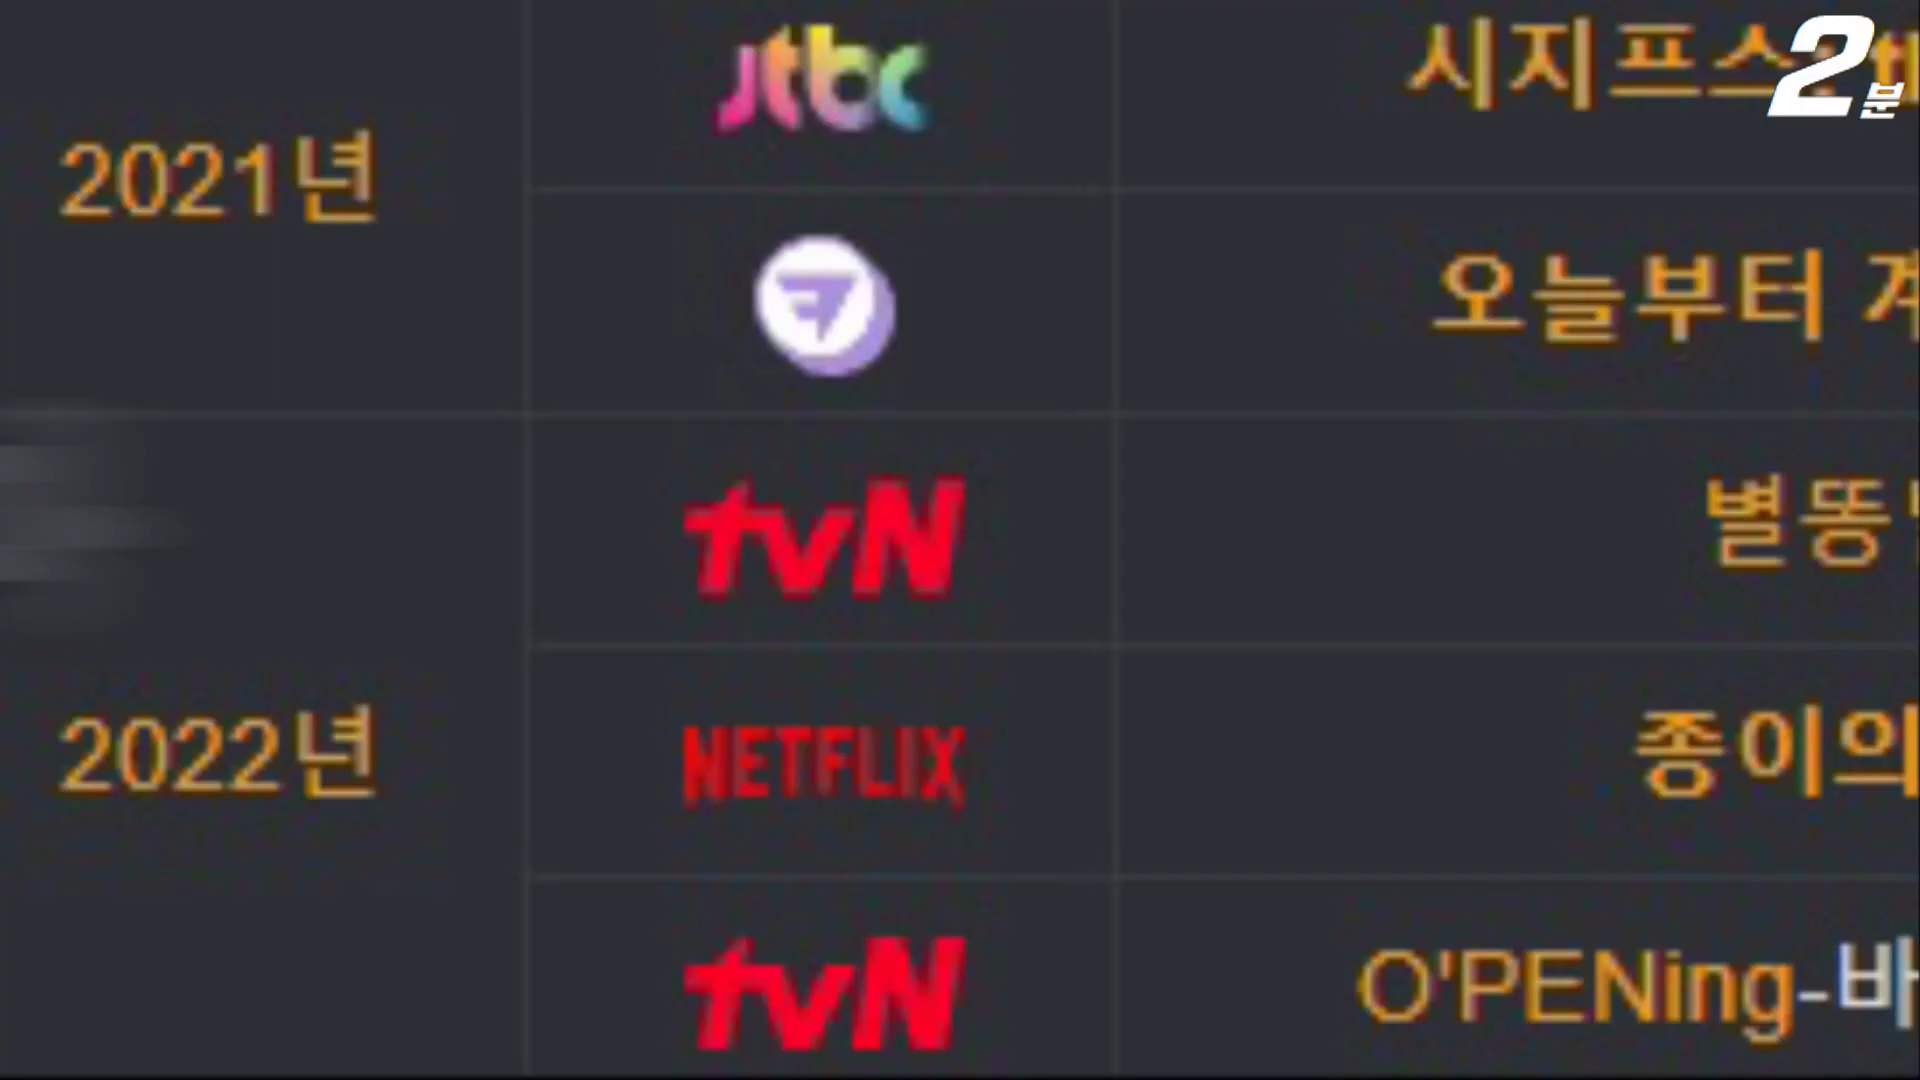 jtbc
시지프스:
2분
2021년
오늘부터
tvN
별똥
NETFLIX
종이의
2022년
tvN
O'PENing-바